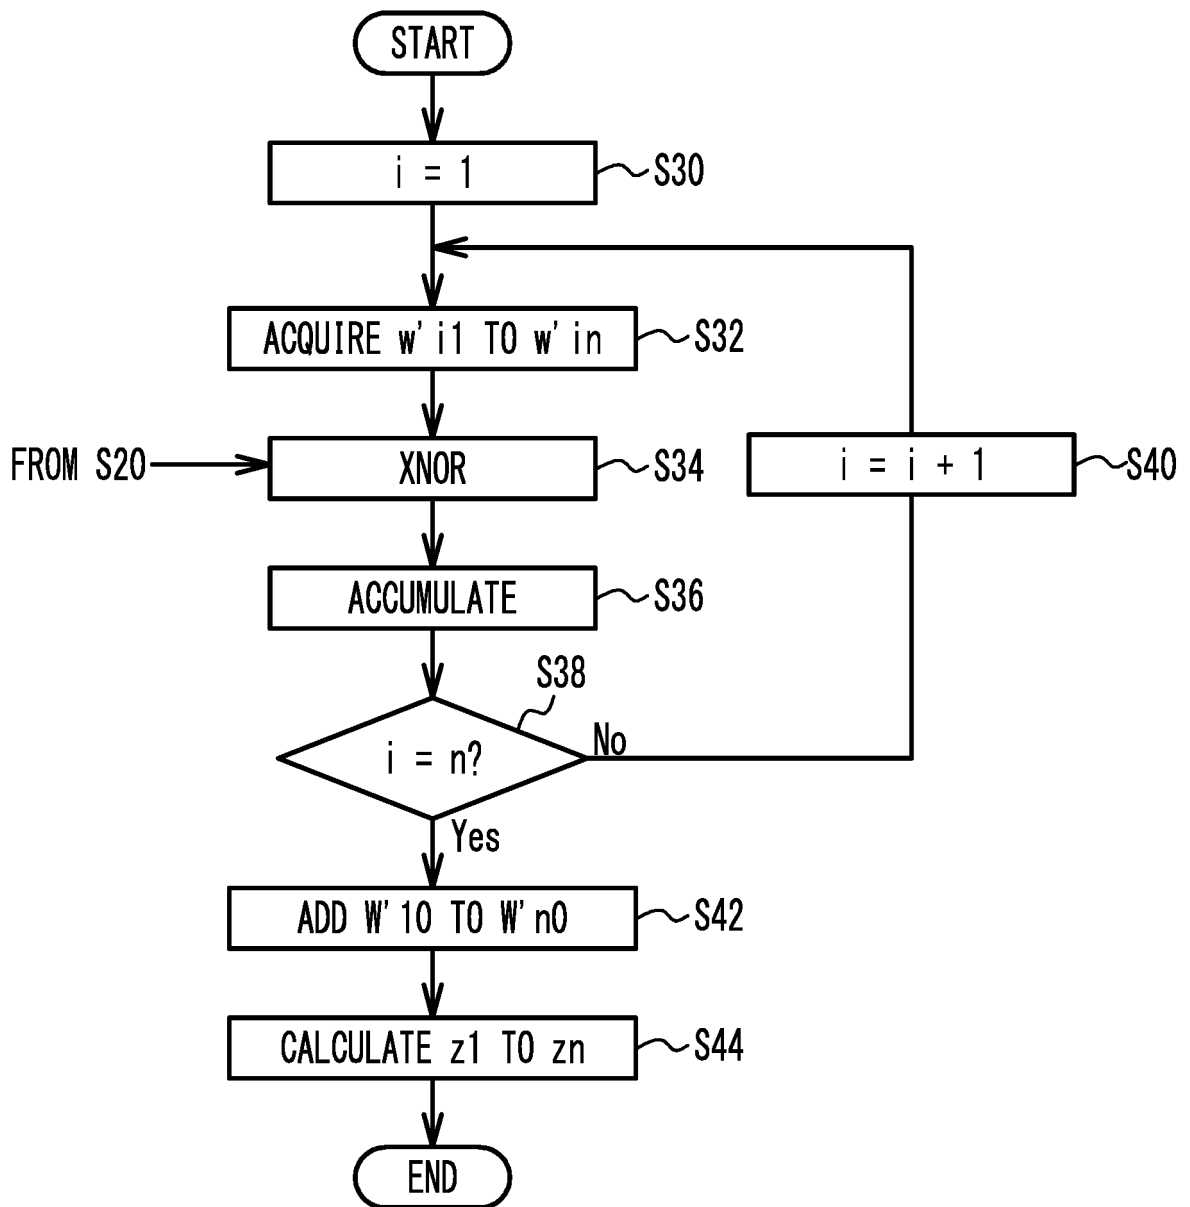 START
i = 1
S30
ACQUIRE w'i1 TO w'in
S32
FROM S20
XNOR
S34
i = i + 1
S40
ACCUMULATE
S36
S38
i = n?
No
Yes
ADD W'10 TO W'n0
S42
CALCULATE z1 TO zn
S44
END